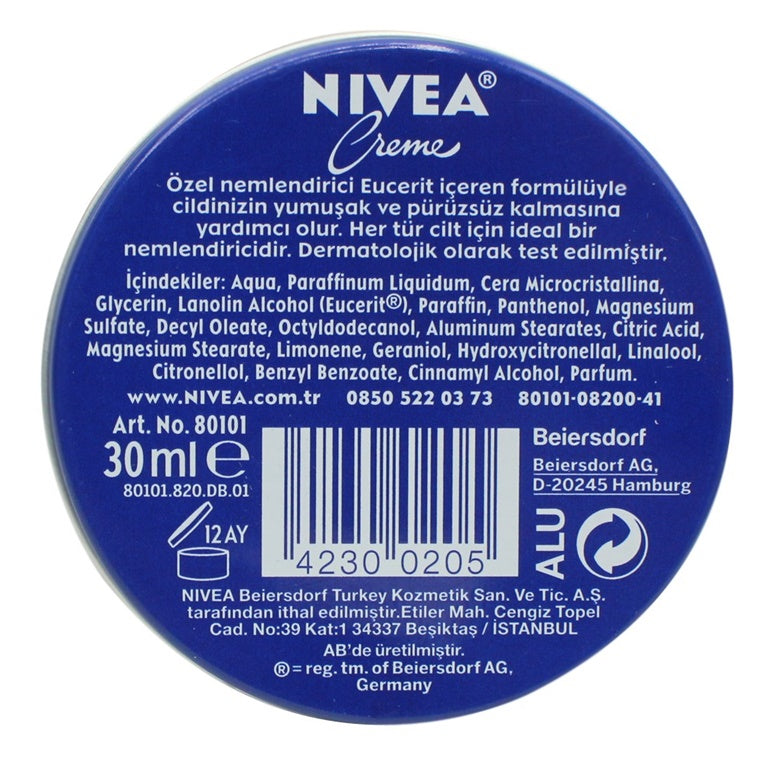 NIVEA®
Creme
Özel nemlendirici Eucerit içeren formülüyle
cildinizin yumuşak ve pürüzsüz kalmasına
yardımcı olur. Her tür cilt için ideal bir
nemlendiricidir. Dermatolojik olarak test edilmiştir.
İçindekiler: Aqua, Paraffinum Liquidum, Cera Microcristallina,
Glycerin, Lanolin Alcohol (Eucerit®), Paraffin, Panthenol, Magnesium
Sulfate, Decyl Oleate, Octyldodecanol, Aluminum Stearates, Citric Acid,
Magnesium Stearate, Limonene, Geraniol, Hydroxycitronellal, Linalool,
Citronellol, Benzyl Benzoate, Cinnamyl Alcohol, Parfum.
www.NIVEA.com.tr 0850 522 03 73 80101-08200-41
Art. No. 80101
30 ml e
80101.820.DB.01
12 AY
4230 0205
Beiersdorf
Beiersdorf AG,
D-20245 Hamburg
ALU
NIVEA Beiersdorf Turkey Kozmetik San. Ve Tic. A.Ş.
tarafından ithal edilmiştir.Etiler Mah. Cengiz Topel
Cad. No:39 Kat:1 34337 Beşiktaş / İSTANBUL
AB'de üretilmiştir.
®= reg. tm. of Beiersdorf AG,
Germany